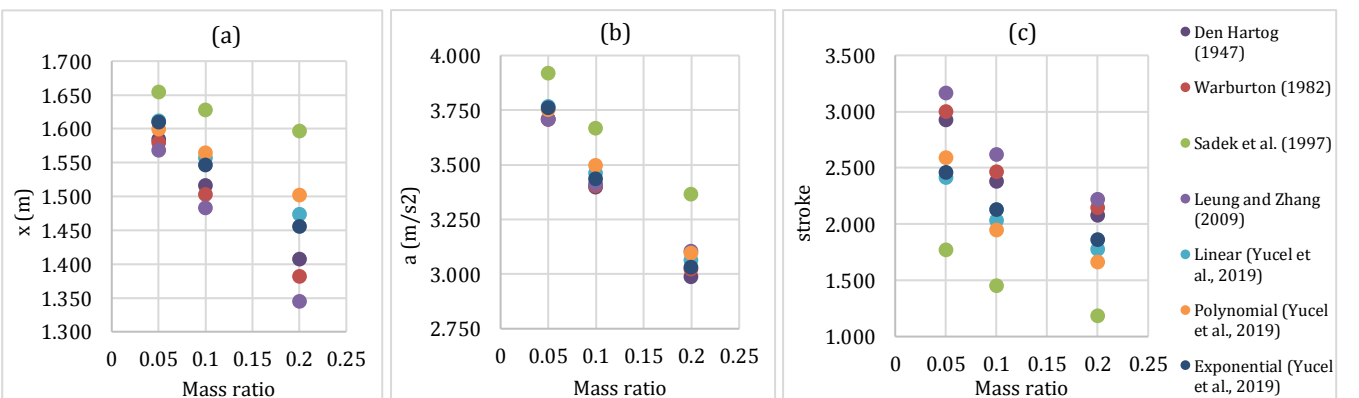 (a)
x (m)
1.700
1.650
1.600
1.550
1.500
1.450
1.400
1.350
1.300
0 0.05 0.1 0.15 0.2 0.25
Mass ratio
(b)
a (m/s2)
4.000
3.750
3.500
3.250
3.000
2.750
0 0.05 0.1 0.15 0.2 0.25
Mass ratio
(c)
stroke
3.500
3.000
2.500
2.000
1.500
1.000
0 0.05 0.1 0.15 0.2 0.25
Mass ratio
Den Hartog
(1947)
Warburton (1982)
Sadek et al. (1997)
Leung and Zhang
(2009)
Linear (Yucel et
al., 2019)
Polynomial (Yucel
et al., 2019)
Exponential (Yucel
et al., 2019)